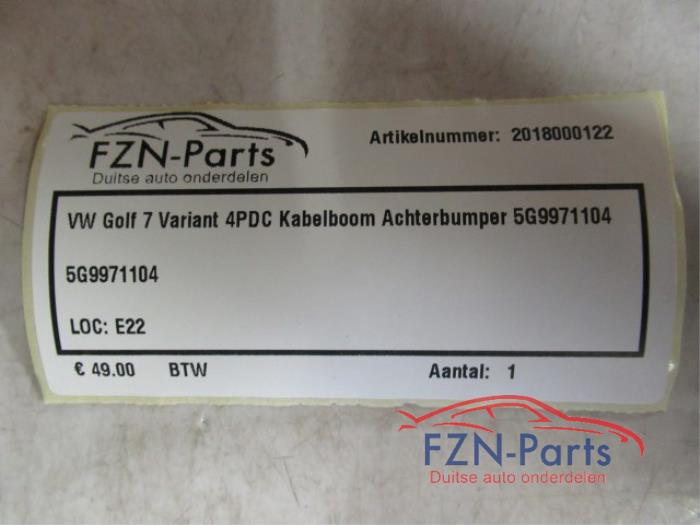 FZN-Parts
Duitse auto onderdelen
Artikelnummer: 2018000122
VW Golf 7 Variant 4PDC Kabelboom Achterbumper 5G9971104
5G9971104
LOC: E22
€ 49.00 BTW Aantal: 1
FZN-Parts
Duitse auto onderdelen